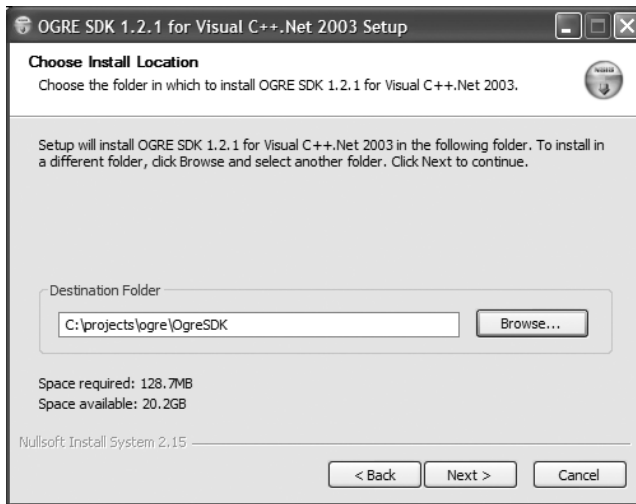 OGRE SDK 1.2.1 for Visual C++.Net 2003 Setup
Choose Install Location
Choose the folder in which to install OGRE SDK 1.2.1 for Visual C++.Net 2003.
Setup will install OGRE SDK 1.2.1 for Visual C++.Net 2003 in the following folder. To install in
a different folder, click Browse and select another folder. Click Next to continue.
Destination Folder
C:\projects\ogre\OgreSDK
Browse...
Space required: 128.7MB
Space available: 20.2GB
Nullsoft Install System 2.15
< Back
Next >
Cancel